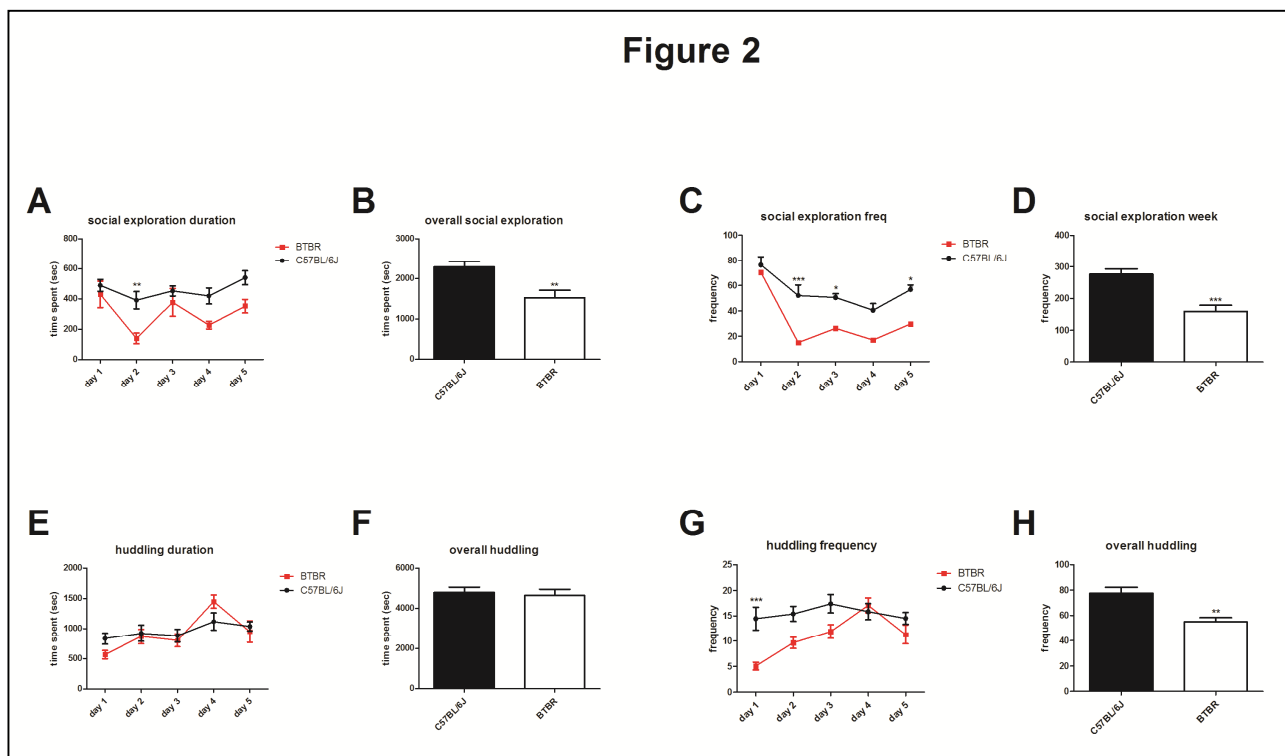 Figure 2
A
social exploration duration
BTBR
C57BL/6J
time spent (sec)
800
600
400
200
0
**
day 1
day 2
day 3
day 4
day 5
B
overall social exploration
time spent (sec)
3000
2000
1000
0
**
C57BL/6J
BTBR
C
social exploration freq
BTBR
C57BL/6J
frequency
100
80
60
40
20
0
***
*
*
day 1
day 2
day 3
day 4
day 5
D
social exploration week
frequency
400
300
200
100
0
***
C57BL/6J
BTBR
E
huddling duration
BTBR
C57BL/6J
time spent (sec)
2000
1500
1000
500
0
day 1
day 2
day 3
day 4
day 5
F
overall huddling
time spent (sec)
6000
4000
2000
0
C57BL/6J
BTBR
G
huddling frequency
BTBR
C57BL/6J
frequency
25
20
15
10
5
0
***
day 1
day 2
day 3
day 4
day 5
H
overall huddling
frequency
100
80
60
40
20
0
**
C57BL/6J
BTBR